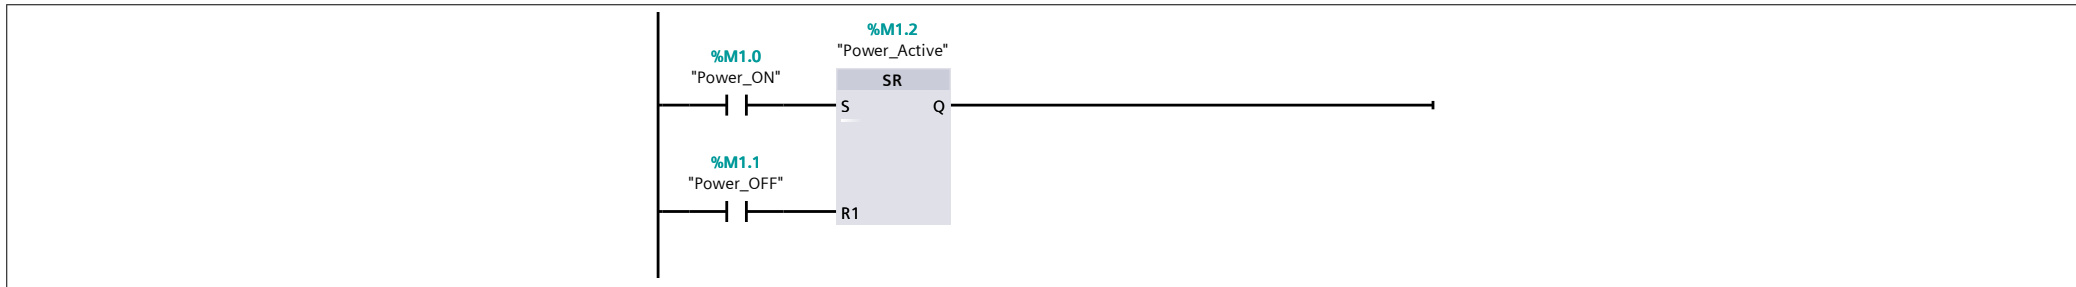 %M1.2
"Power_Active"
%M1.0
"Power_ON"
SR
S
Q
%M1.1
"Power_OFF"
R1